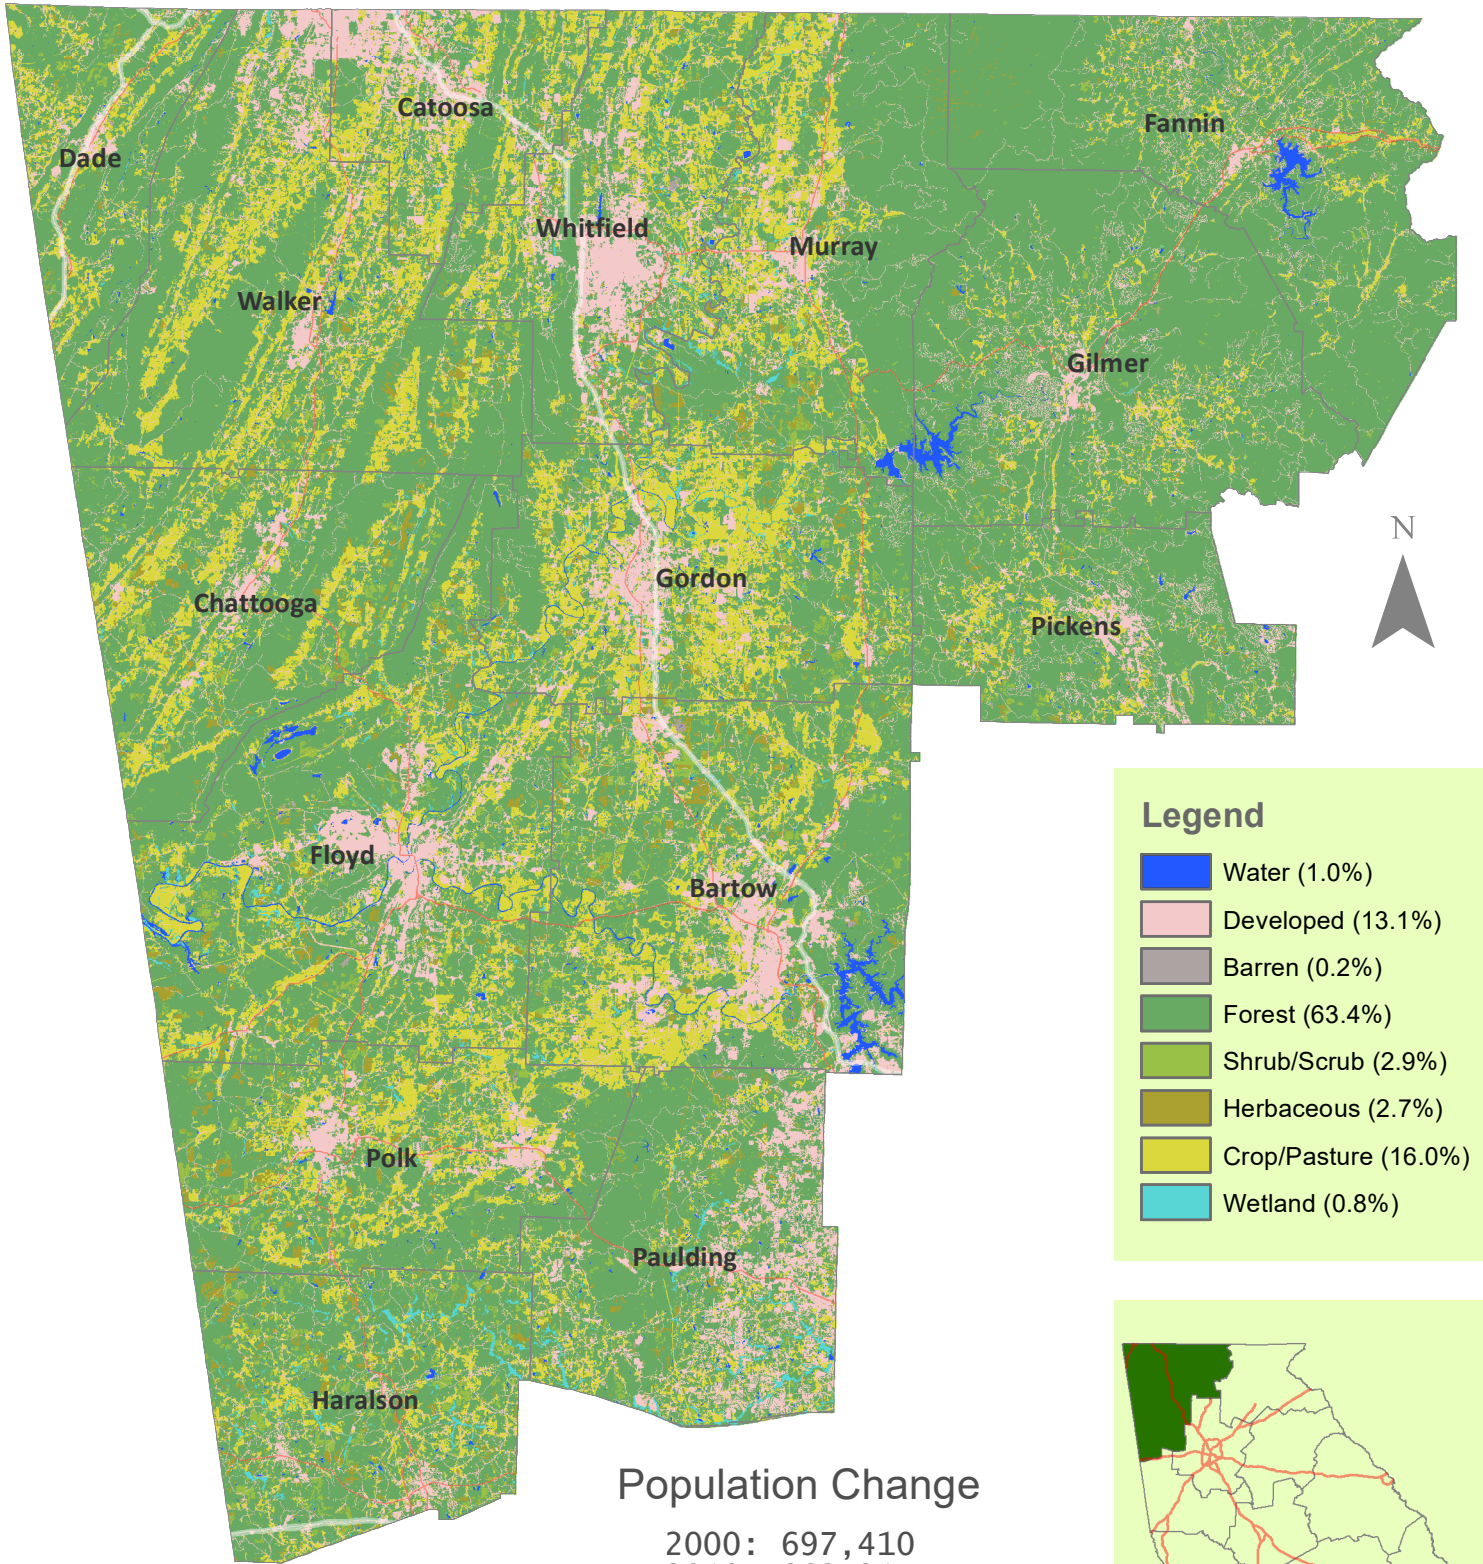 Catoosa
Fannin
Dade
Whitfield
Murray
Walker
Gilmer
N
Gordon
Chattooga
Pickens
Legend
Floyd
Bartow
Water (1.0%)
Developed (13.1%)
Barren (0.2%)
Forest (63.4%)
Shrub/Scrub (2.9%)
Herbaceous (2.7%)
Crop/Pasture (16.0%)
Wetland (0.8%)
Polk
Paulding
Haralson
Population Change
2000: 697,410